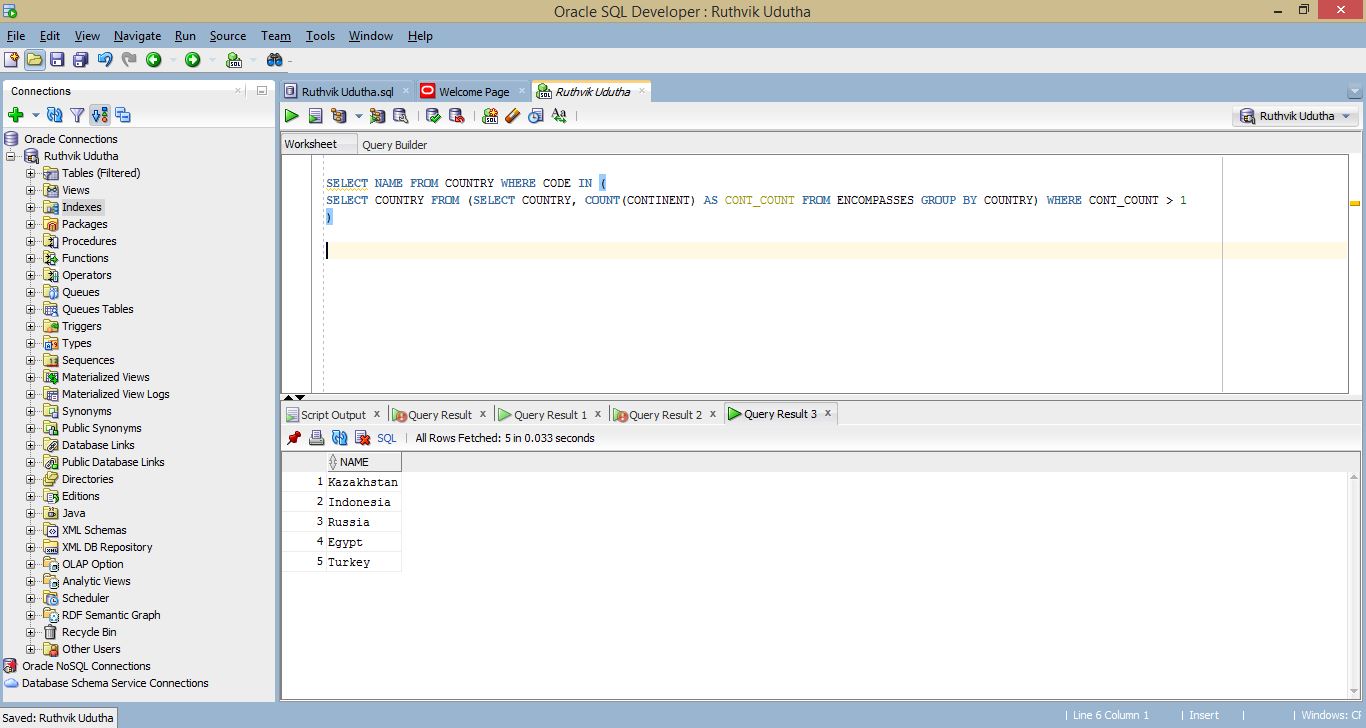 Oracle SQL Developer : Ruthvik Udutha
File Edit View Navigate Run Source Team Tools Window Help
Connections
Oracle Connections
Ruthvik Udutha
Tables (Filtered)
Views
Indexes
Packages
Procedures
Functions
Operators
Queues
Queues Tables
Triggers
Types
Sequences
Materialized Views
Materialized View Logs
Synonyms
Public Synonyms
Database Links
Public Database Links
Directories
Editions
Java
XML Schemas
XML DB Repository
OLAP Option
Analytic Views
Scheduler
RDF Semantic Graph
Recycle Bin
Other Users
Oracle NoSQL Connections
Database Schema Service Connections
Ruthvik Udutha.sql Welcome Page Ruthvik Udutha
Ruthvik Udutha
Worksheet Query Builder
SELECT NAME FROM COUNTRY WHERE CODE IN (
SELECT COUNTRY FROM (SELECT COUNTRY, COUNT(CONTINENT) AS CONT_COUNT FROM ENCOMPASSES GROUP BY COUNTRY) WHERE CONT_COUNT > 1
)
Script Output x Query Result x Query Result 1 x Query Result 2 x Query Result 3 x
SQL | All Rows Fetched: 5 in 0.033 seconds
NAME
1 Kazakhstan
2 Indonesia
3 Russia
4 Egypt
5 Turkey
Saved: Ruthvik Udutha
| Line 6 Column 1 | Insert | | Windows: CF